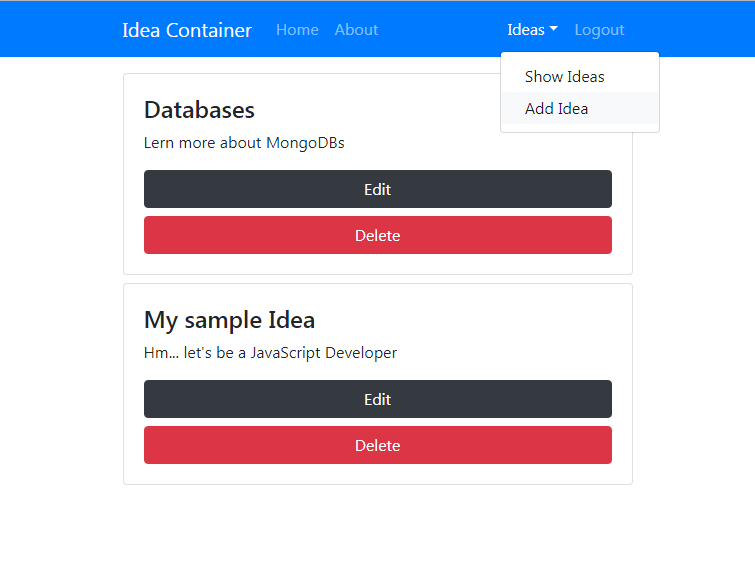 Idea Container Home About Ideas Logout
Show Ideas
Add Idea
Databases
Lern more about MongoDBs
Edit
Delete
My sample Idea
Hm... let's be a JavaScript Developer
Edit
Delete